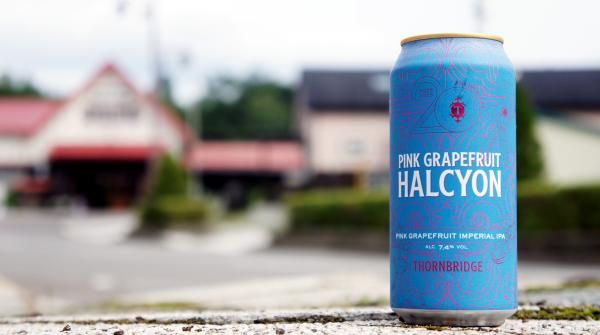 PINK GRAPEFRUIT
HALCYON
PINK GRAPEFRUIT IMPERIAL IPA
ALC 7,4% VOL
THORNBRIDGE